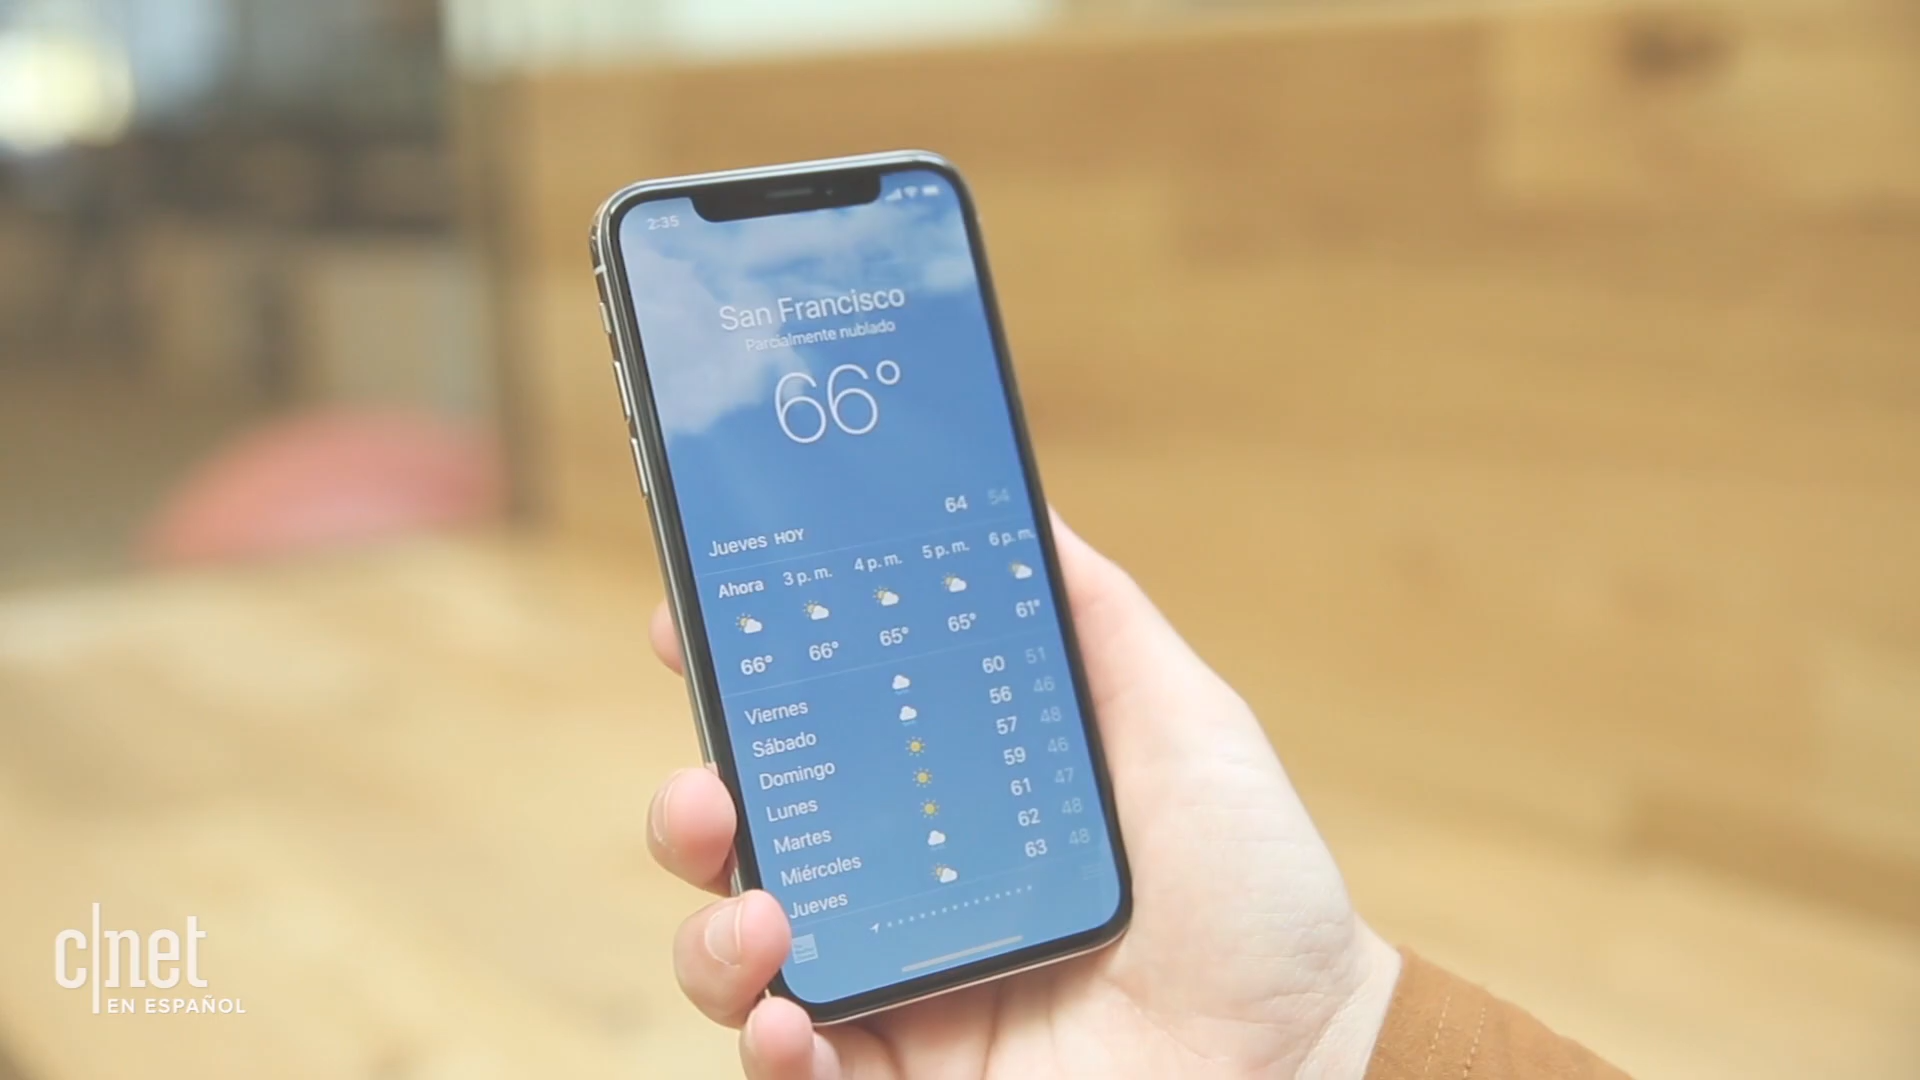 2:35
San Francisco
Parcialmente nublado
66°
Jueves HOY 64 54
Ahora 3 p. m. 4 p. m. 5 p. m. 6 p. m.
66° 66° 65° 65° 61°
Viernes 60 51
Sábado 56 46
Domingo 57 48
Lunes 59 46
Martes 61 47
Miércoles 62 48
Jueves 63 48
c|net
EN ESPAÑOL